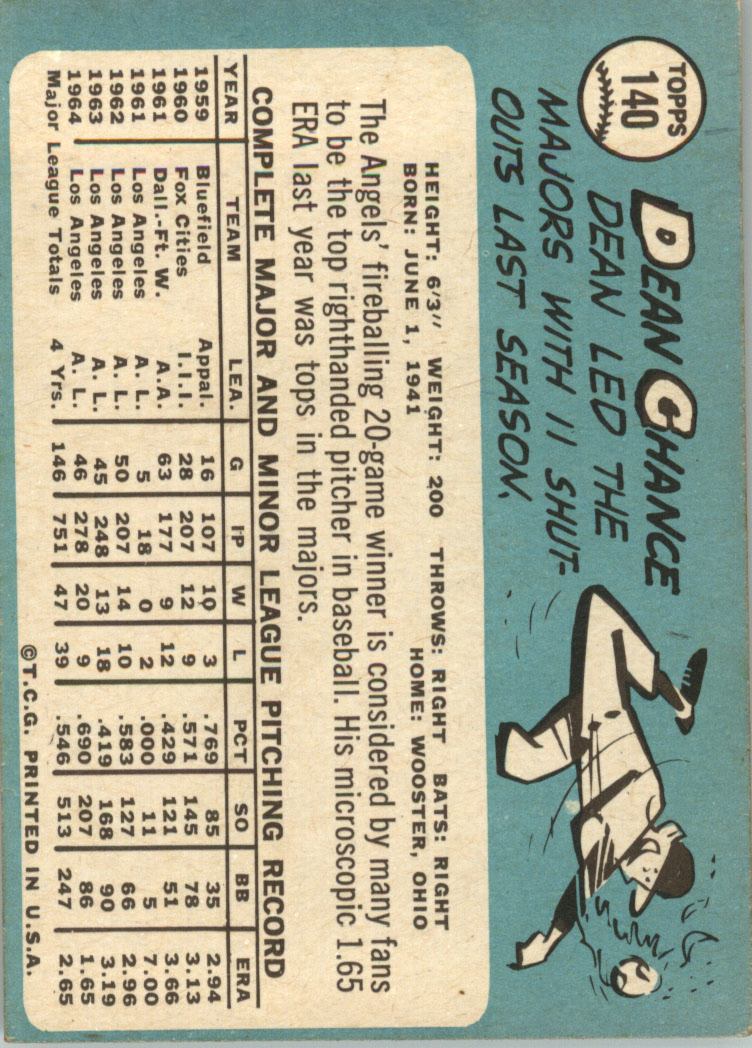 TOPPS
140
DEAN CHANCE
DEAN LED THE
MAJORS WITH 11 SHUT-
OUTS LAST SEASON.
HEIGHT: 6'3" WEIGHT: 200 THROWS: RIGHT BATS: RIGHT
BORN: JUNE 1, 1941 HOME: WOOSTER, OHIO
The Angels' fireballing 20-game winner is considered by many fans
to be the top righthanded pitcher in baseball. His microscopic 1.65
ERA last year was tops in the majors.
COMPLETE MAJOR AND MINOR LEAGUE PITCHING RECORD
YEAR TEAM LEA. G IP W L PCT SO BB ERA
1959 Bluefield Appal. 16 107 10 3 .769 85 35 2.94
1960 Fox Cities I.I.I. 28 207 12 9 .571 145 78 3.13
1961 Dall.-Ft. W. A.A. 63 177 9 12 .429 121 51 3.66
1961 Los Angeles A. L. 5 18 0 2 .000 11 5 7.00
1962 Los Angeles A. L. 50 207 14 10 .583 127 66 2.96
1963 Los Angeles A. L. 45 248 13 18 .419 168 90 3.19
1964 Los Angeles A. L. 46 278 20 9 .690 207 86 1.65
Major League Totals 4 Yrs. 146 751 47 39 .546 513 247 2.65
©T.C.G. PRINTED IN U.S.A.